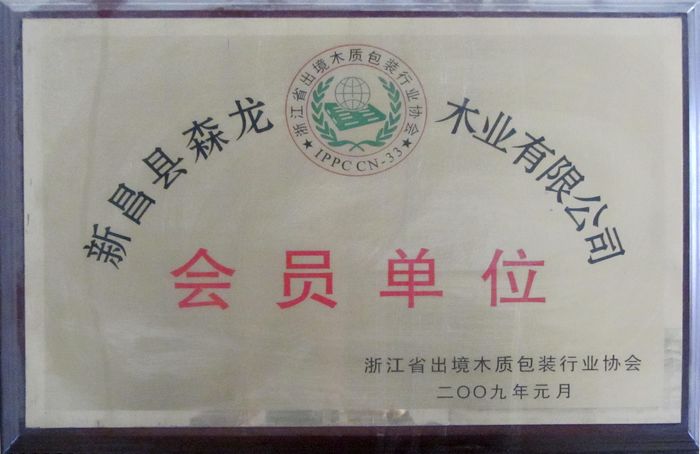 浙江省出境木质包装行业协会
★IPPC CN-33★
新昌县森龙木业有限公司
会员单位
浙江省出境木质包装行业协会
二〇〇九年元月